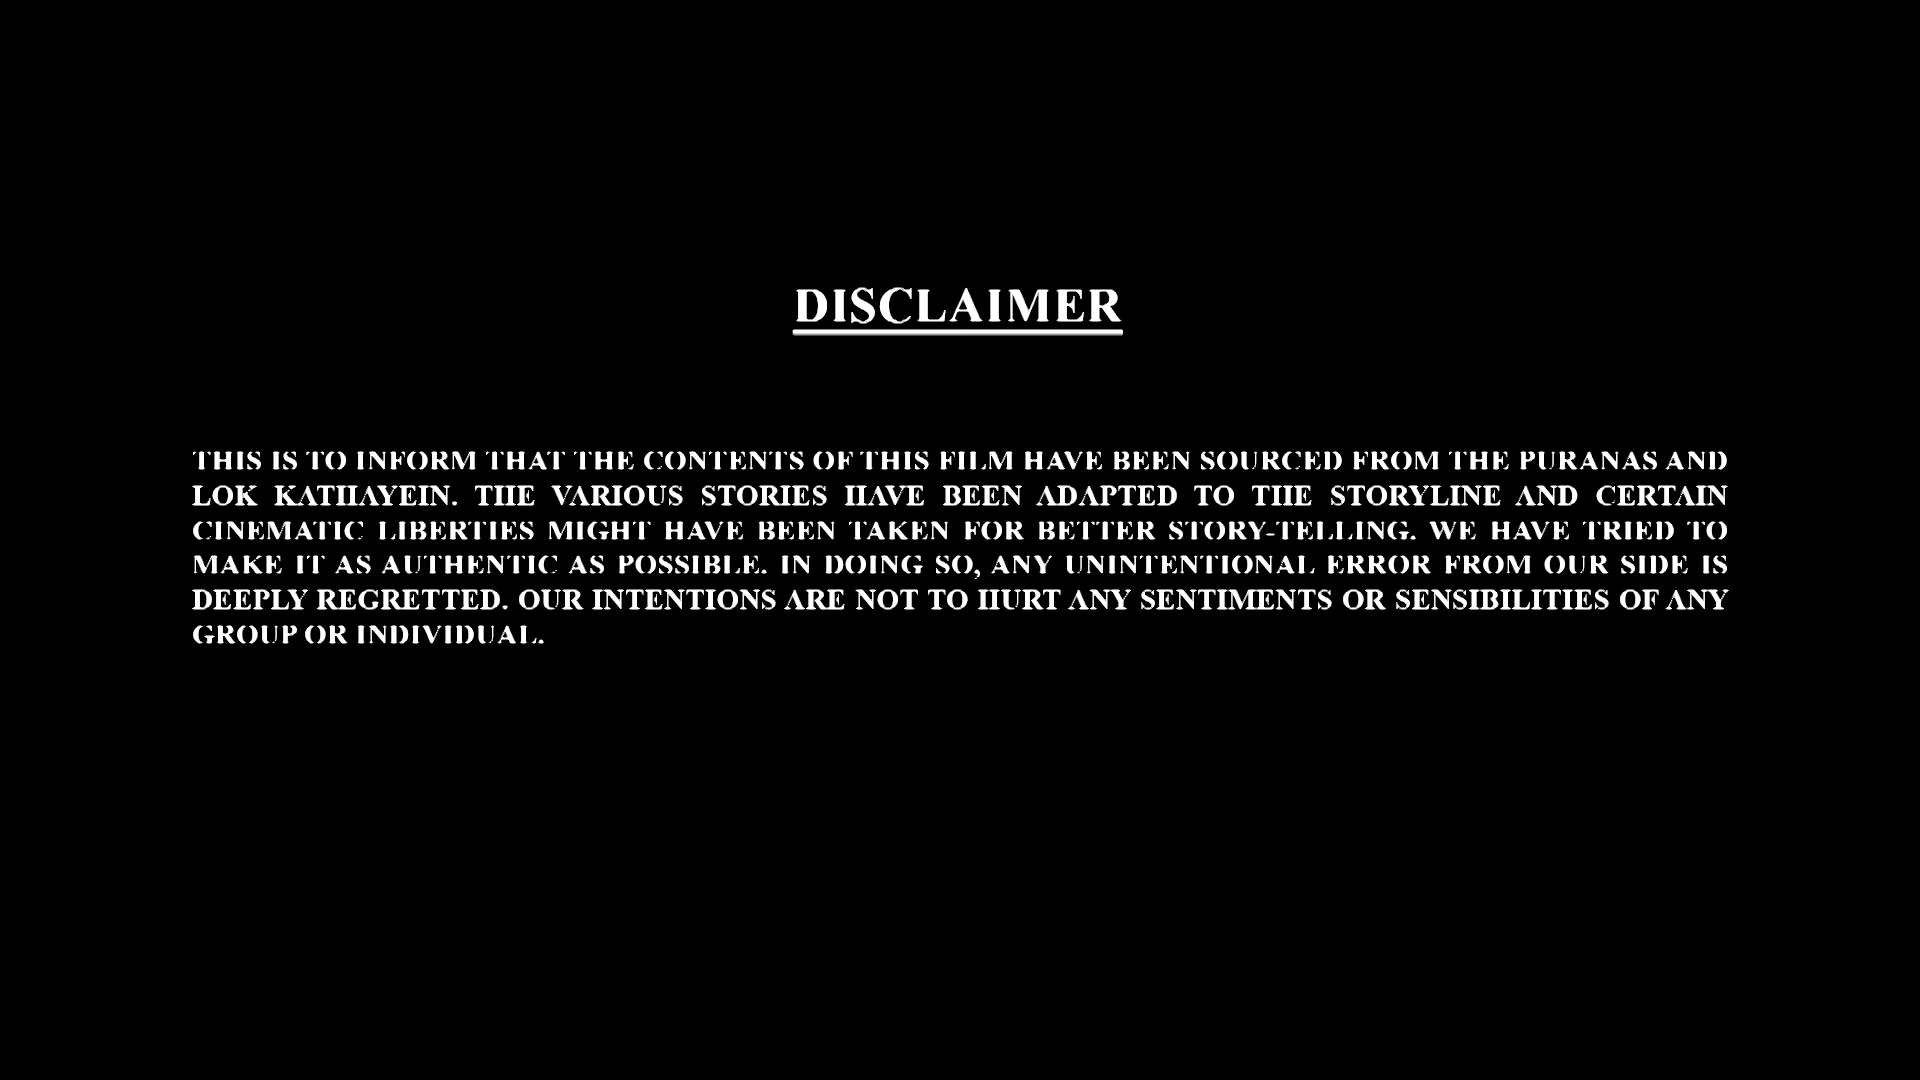 DISCLAIMER
THIS IS TO INFORM THAT THE CONTENTS OF THIS FILM HAVE BEEN SOURCED FROM THE PURANAS AND
LOK KATHAYEIN. THE VARIOUS STORIES HAVE BEEN ADAPTED TO THE STORYLINE AND CERTAIN
CINEMATIC LIBERTIES MIGHT HAVE BEEN TAKEN FOR BETTER STORY-TELLING. WE HAVE TRIED TO
MAKE IT AS AUTHENTIC AS POSSIBLE. IN DOING SO, ANY UNINTENTIONAL ERROR FROM OUR SIDE IS
DEEPLY REGRETTED. OUR INTENTIONS ARE NOT TO HURT ANY SENTIMENTS OR SENSIBILITIES OF ANY
GROUP OR INDIVIDUAL.